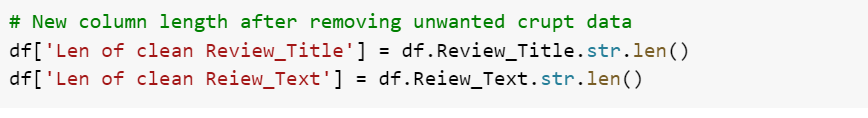 # New column length after removing unwanted crupt data
df['Len of clean Review_Title'] = df.Review_Title.str.len()
df['Len of clean Reiew_Text'] = df.Reiew_Text.str.len()